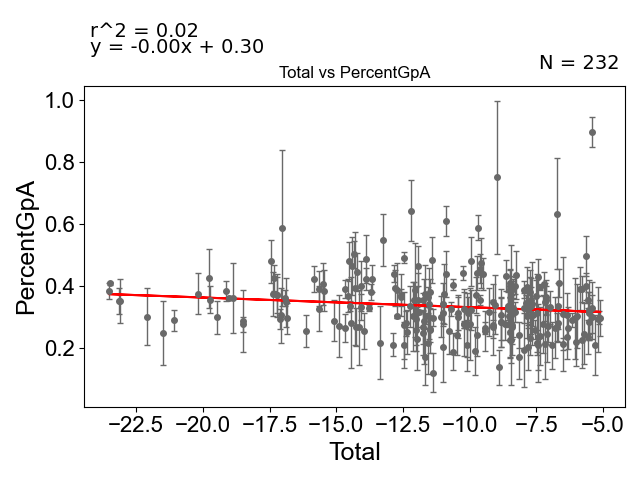 r^2 = 0.02
y = -0.00x + 0.30
N = 232
Total vs PercentGpA
PercentGpA
1.0
0.8
0.6
0.4
0.2
−22.5 −20.0 −17.5 −15.0 −12.5 −10.0 −7.5 −5.0
Total